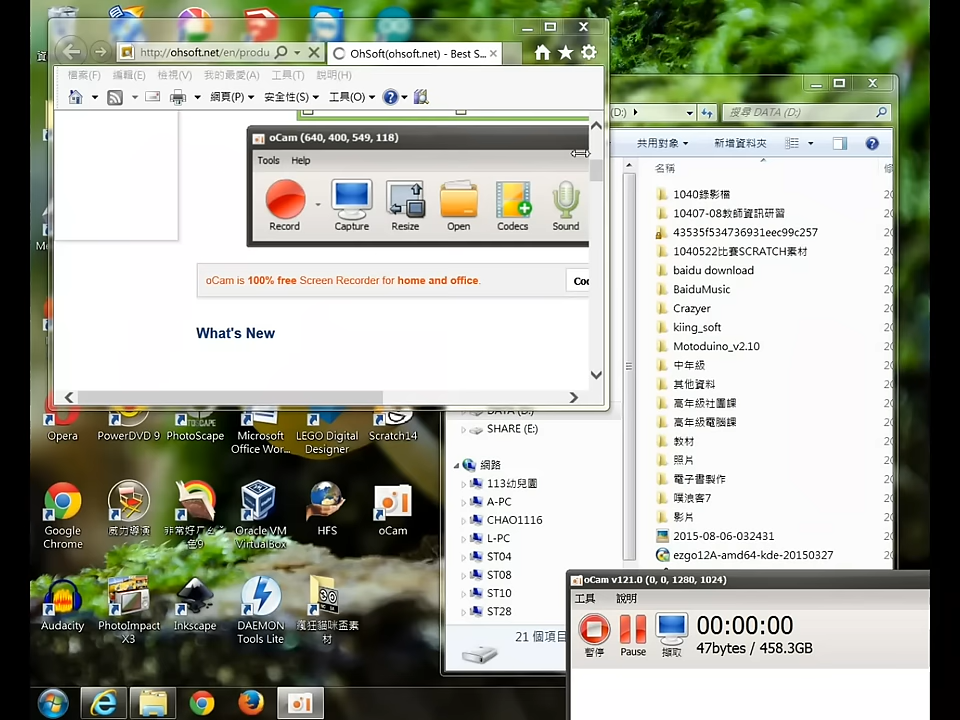 http://ohsoft.net/en/produ
OhSoft(ohsoft.net) - Best S...
檔案(F) 編輯(E) 檢視(V) 我的最愛(A) 工具(T) 說明(H)
網頁(P) 安全性(S) 工具(O)
oCam (640, 400, 549, 118)
Tools Help
Record Capture Resize Open Codecs Sound
oCam is 100% free Screen Recorder for home and office.
What's New
(D:)
搜尋 DATA (D:)
共用對象 新增資料夾
名稱
1040錄影檔
10407-08教師資訊研習
43535f534736931eec99c257
1040522比賽SCRATCH素材
baidu download
BaiduMusic
Crazyer
kiing_soft
Motoduino_v2.10
中年級
其他資料
高年級社團課
高年級電腦課
教材
照片
電子書製作
噗浪客7
影片
2015-08-06-032431
ezgo12A-amd64-kde-20150327
DATA (D:)
SHARE (E:)
網路
113幼兒園
A-PC
CHAO1116
L-PC
ST04
ST08
ST10
ST28
21 個項目
Opera
PowerDVD 9
PhotoScape
Microsoft Office Wor...
LEGO Digital Designer
Scratch14
Google Chrome
威力導演
Oracle VM VirtualBox
HFS
oCam
Audacity
PhotoImpact X3
Inkscape
DAEMON Tools Lite
瘋狂貓咪盃素材
oCam v121.0 (0, 0, 1280, 1024)
工具 說明
暫停 Pause 擷取
00:00:00
47bytes / 458.3GB